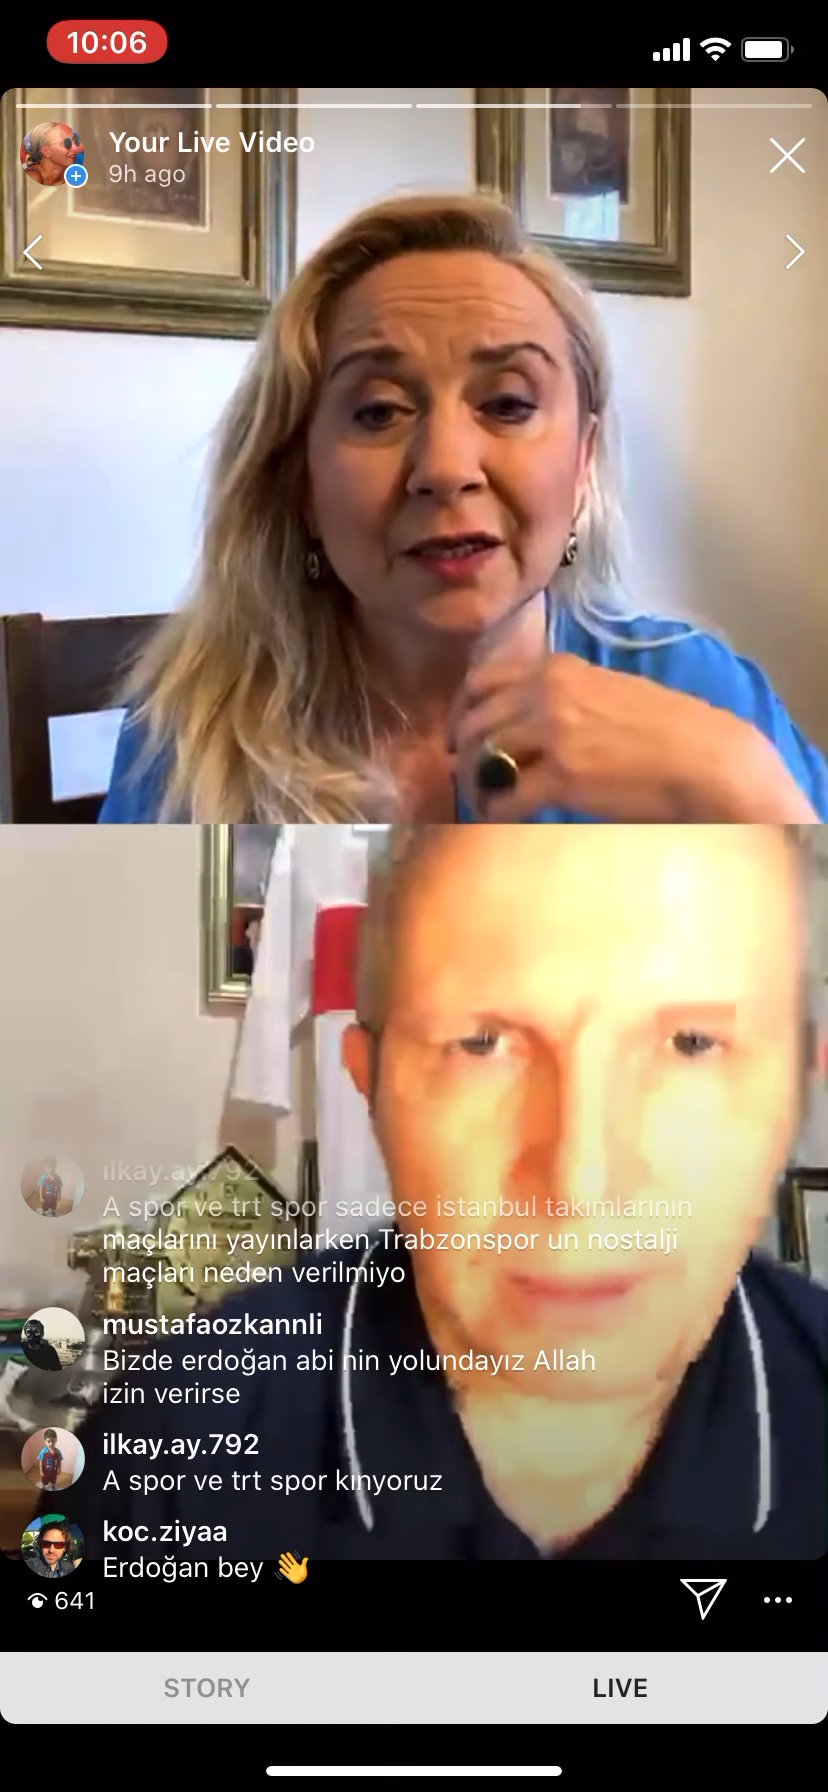 10:06
Your Live Video
9h ago
ilkay.ay.792
A spor ve trt spor sadece istanbul takımlarının
maçlarını yayınlarken Trabzonspor un nostalji
maçları neden verilmiyo
mustafaozkannli
Bizde erdoğan abi nin yolundayız Allah
izin verirse
ilkay.ay.792
A spor ve trt spor kınyoruz
koc.ziyaa
Erdoğan bey 👋
641
STORY
LIVE